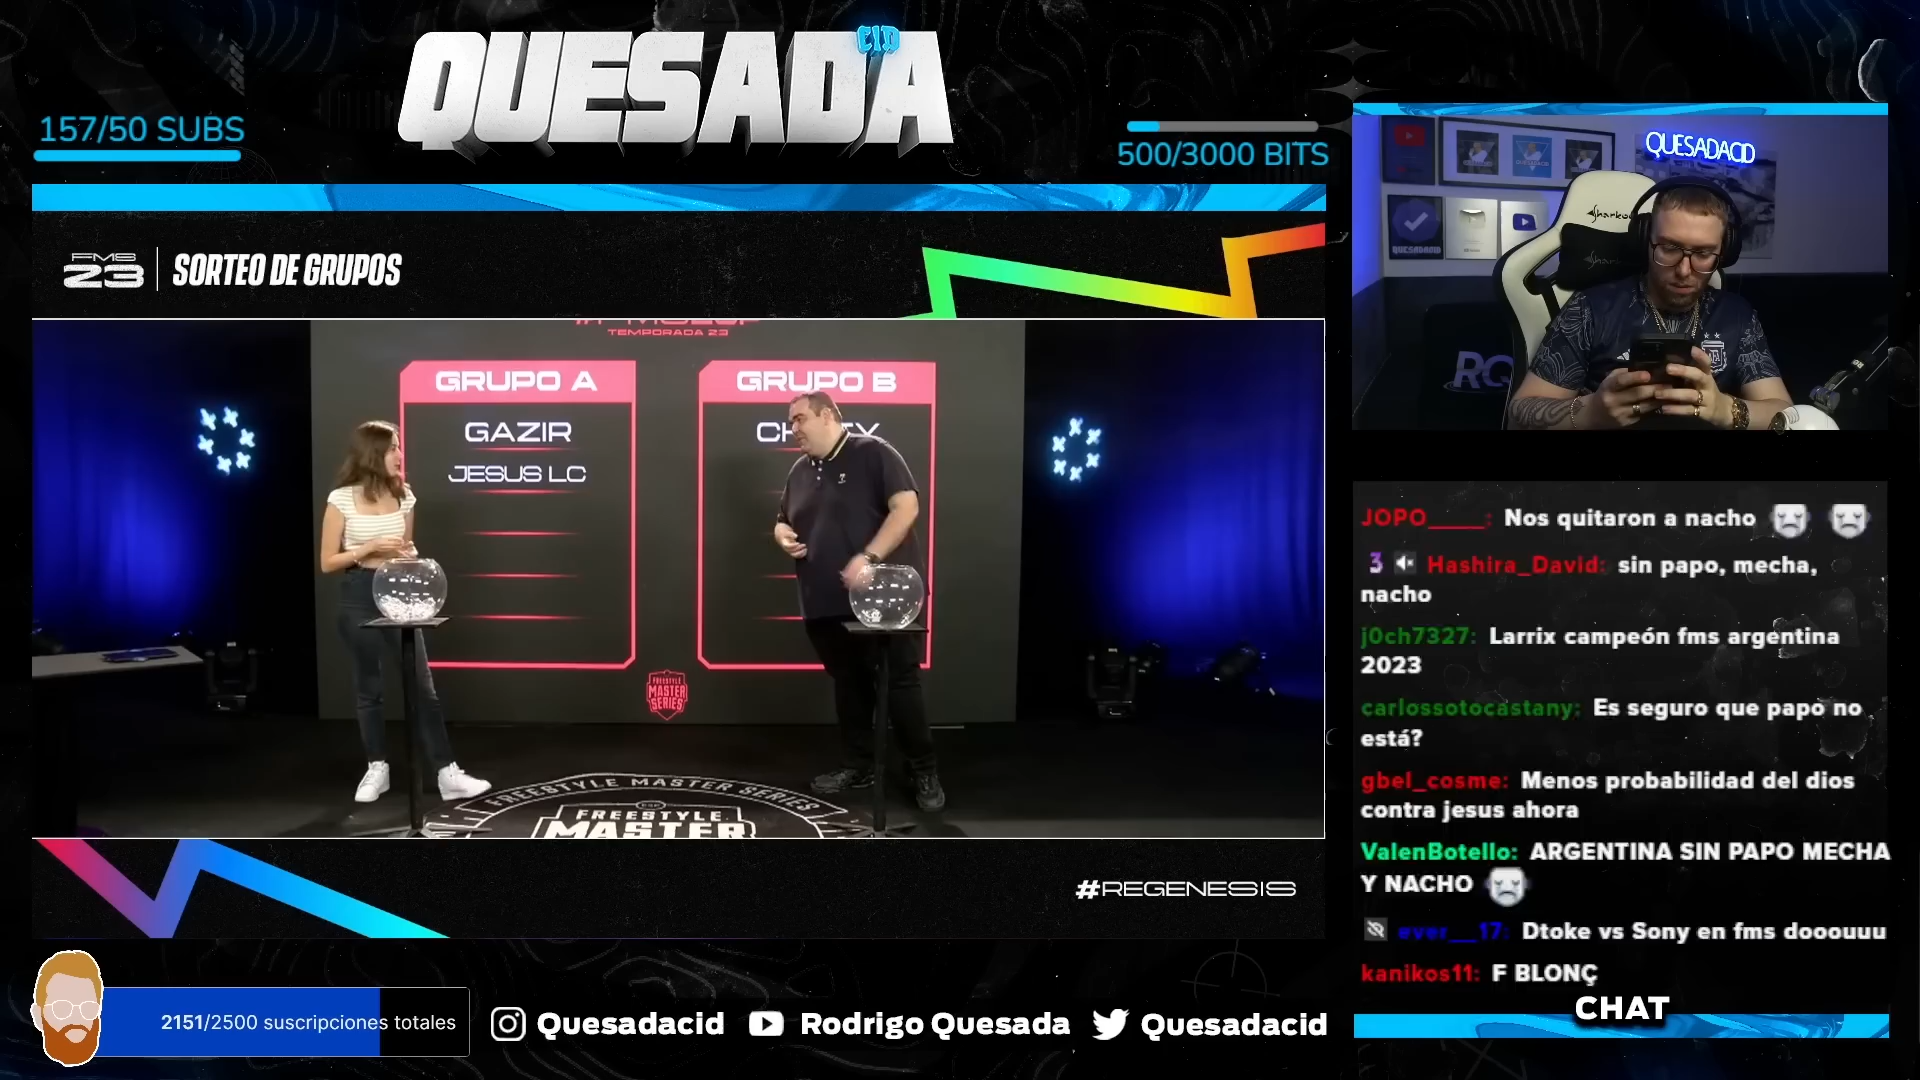 QUESADA
CID
157/50 SUBS
500/3000 BITS
FMS
23
SORTEO DE GRUPOS
TEMPORADA 23
GRUPO A
GAZIR
JESUS LC
GRUPO B
FREESTYLE
MASTER
SERIES
FREESTYLE MASTER SERIES
FREESTYLE
MASTER
#REGENESIS
QUESADACID
QUESADACID
RQ
JOPO____: Nos quitaron a nacho
3 Hashira_David: sin papo, mecha,
nacho
j0ch7327: Larrix campeón fms argentina
2023
carlossotocastany: Es seguro que papo no
está?
gbel_cosme: Menos probabilidad del dios
contra jesus ahora
ValenBotello: ARGENTINA SIN PAPO MECHA
Y NACHO
ever__17: Dtoke vs Sony en fms dooouuu
kanikos11: F BLONÇ
CHAT
2151/2500 suscripciones totales
Quesadacid
Rodrigo Quesada
Quesadacid